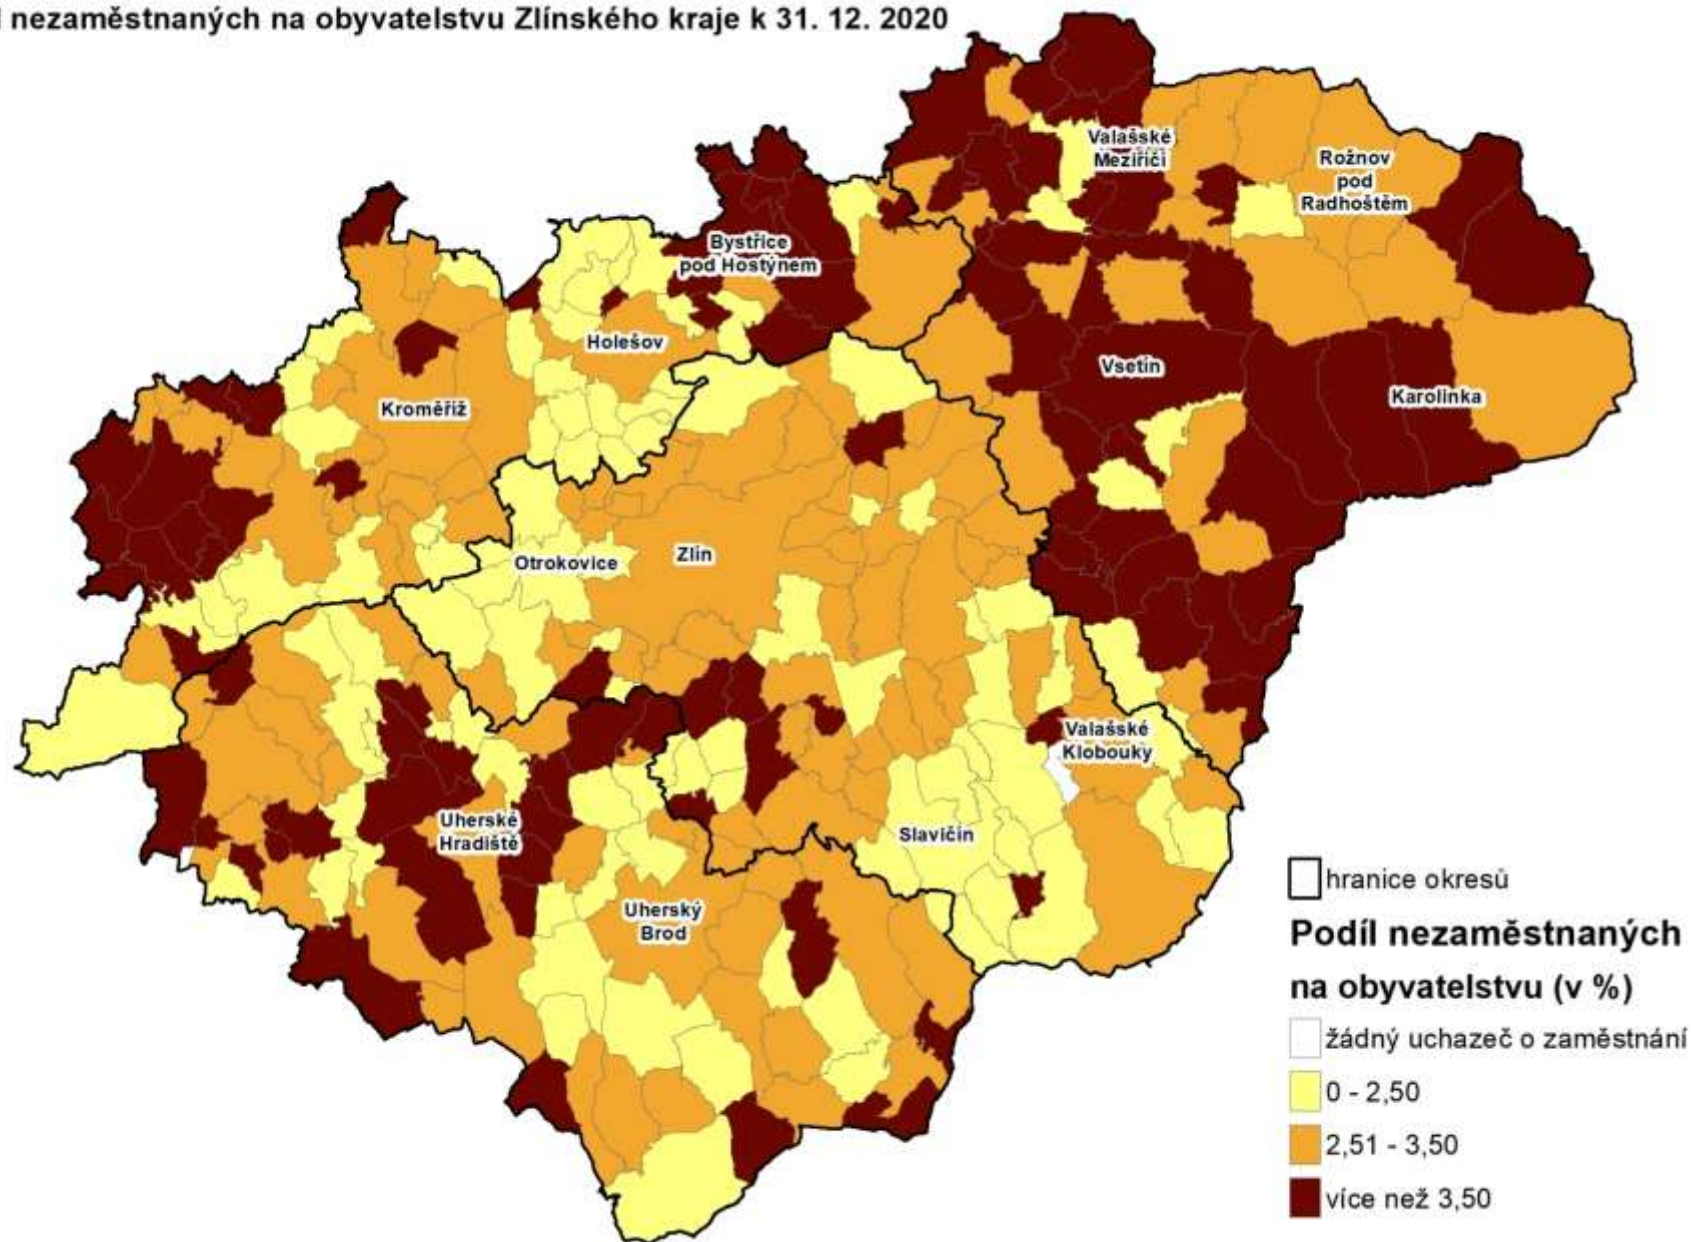 nezaměstnaných na obyvatelstvu Zlínského kraje k 31. 12. 2020
Valašské
Meziříčí
Rožnov
pod
Radhoštěm
Bystřice
pod Hostýnem
Holešov
Vsetín
Karolinka
Kroměříž
Otrokovice
Zlín
Valašské
Klobouky
Uherské
Hradiště
Slavičín
Uherský
Brod
hranice okresů
Podíl nezaměstnaných
na obyvatelstvu (v %)
žádný uchazeč o zaměstnání
0 - 2,50
2,51 - 3,50
více než 3,50